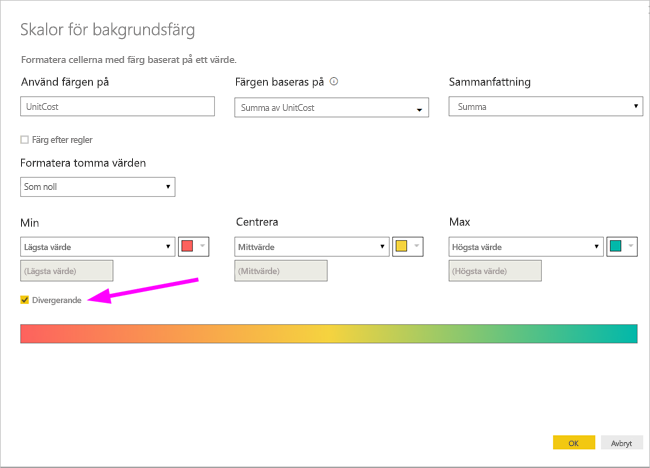 Skalor för bakgrundsfärg
Formatera cellerna med färg baserat på ett värde.
Använd färgen på
Färgen baseras på
Sammanfattning
UnitCost
Summa av UnitCost
Summa
Färg efter regler
Formatera tomma värden
Som noll
Min
Centrera
Max
Lägsta värde
Mittvärde
Högsta värde
(Lägsta värde)
(Mittvärde)
(Högsta värde)
Divergerande
OK
Avbryt